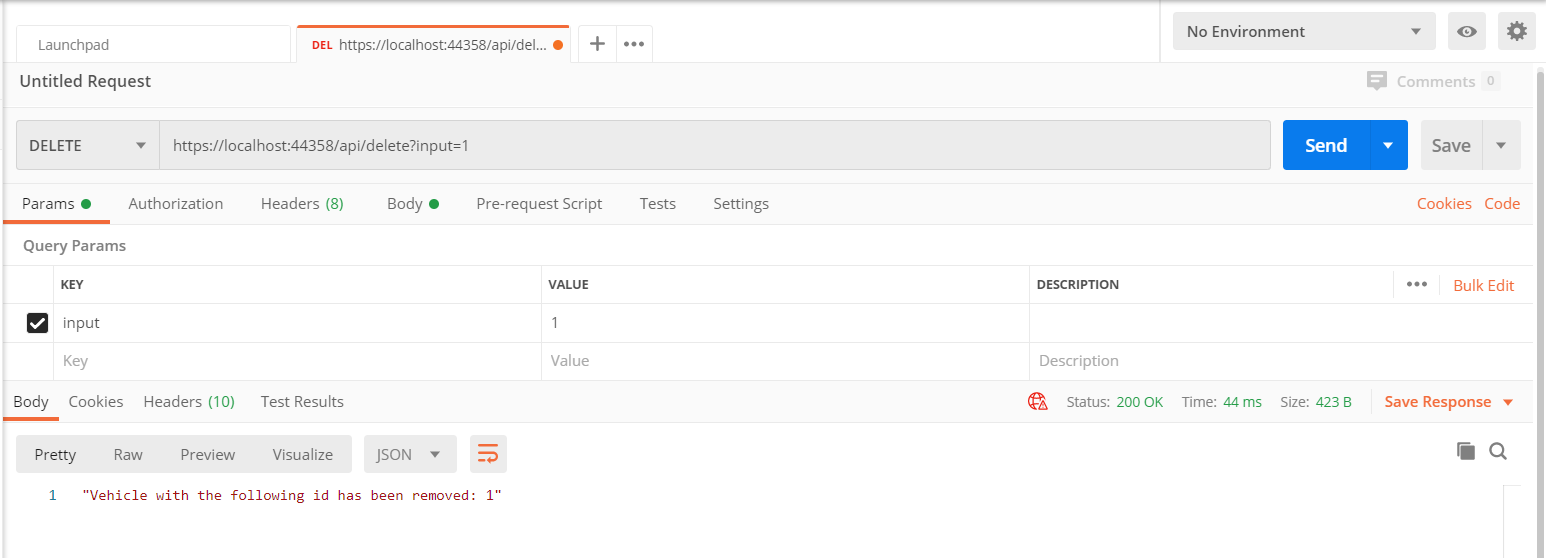 Launchpad
DEL https://localhost:44358/api/del...
No Environment
Untitled Request
Comments 0
DELETE https://localhost:44358/api/delete?input=1
Send
Save
Params Authorization Headers (8) Body Pre-request Script Tests Settings Cookies Code
Query Params
KEY VALUE DESCRIPTION Bulk Edit
input 1
Key Value Description
Body Cookies Headers (10) Test Results Status: 200 OK Time: 44 ms Size: 423 B Save Response
Pretty Raw Preview Visualize JSON
1 "Vehicle with the following id has been removed: 1"